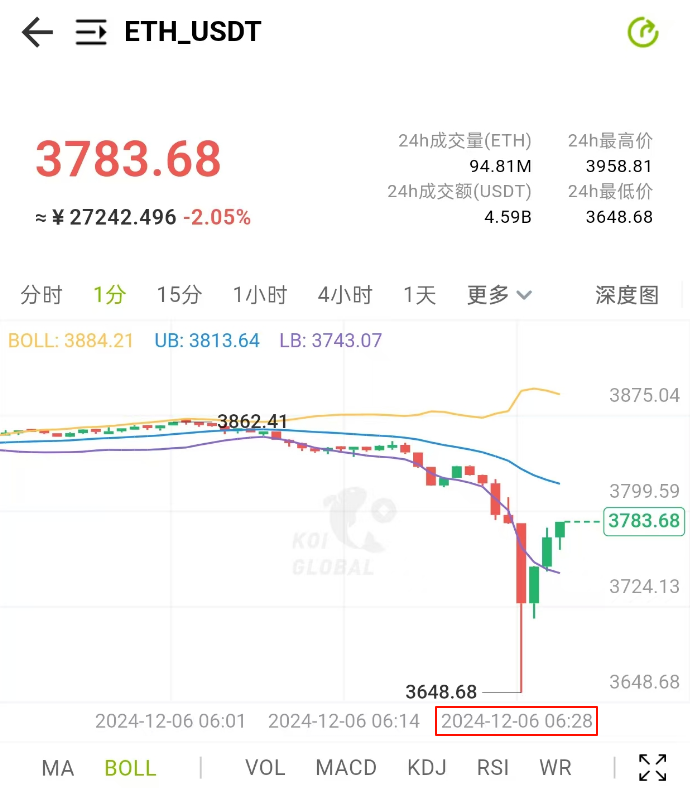 ETH_USDT
3783.68
≈ ¥ 27242.496 -2.05%
24h成交量(ETH)
94.81M
24h成交额(USDT)
4.59B
24h最高价
3958.81
24h最低价
3648.68
分时 1分 15分 1小时 4小时 1天 更多 深度图
BOLL: 3884.21 UB: 3813.64 LB: 3743.07
3862.41
3875.04
3799.59
3783.68
3724.13
3648.68
KOI
GLOBAL
3648.68
2024-12-06 06:01 2024-12-06 06:14 2024-12-06 06:28
MA BOLL VOL MACD KDJ RSI WR